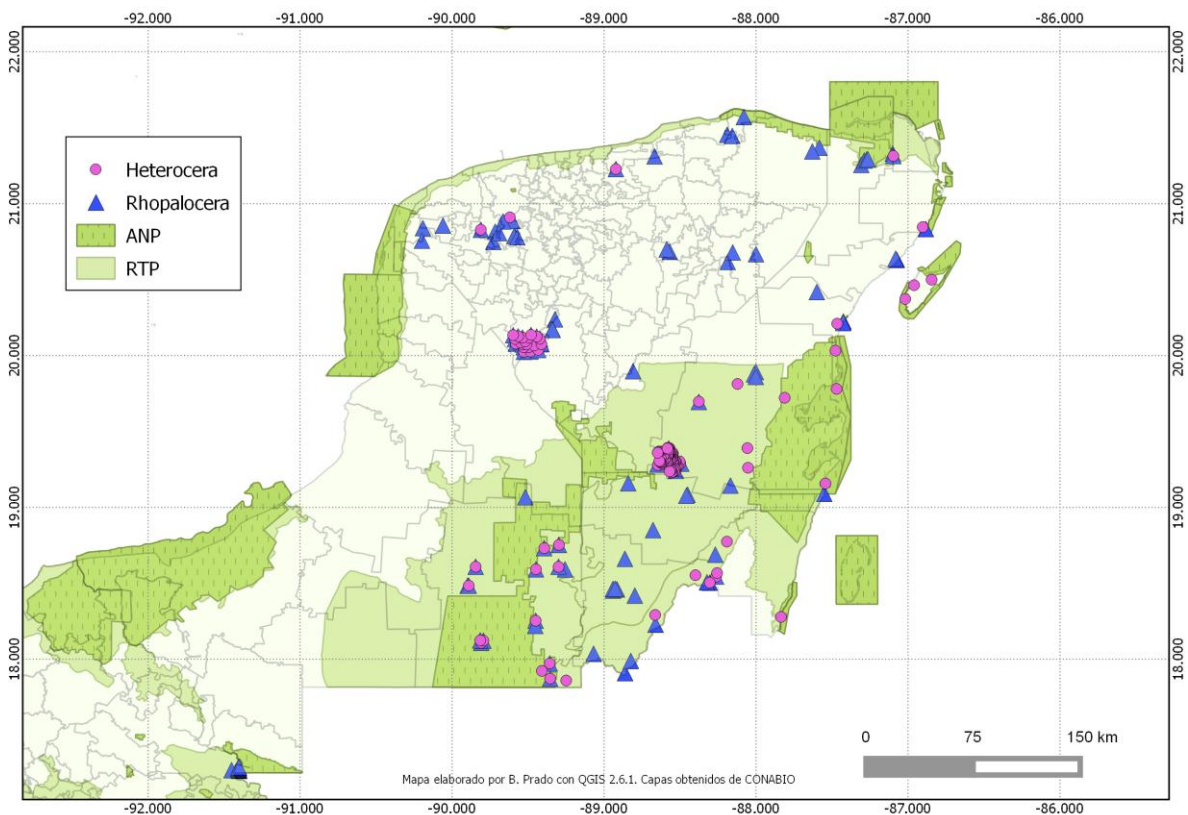 -92.000 -91.000 -90.000 -89.000 -88.000 -87.000 -86.000
22.000 22.000
Heterocera
Rhopalocera
ANP
RTP
21.000 21.000
20.000 20.000
19.000 19.000
18.000 18.000
0 75 150 km
Mapa elaborado por B. Prado con QGIS 2.6.1. Capas obtenidos de CONABIO
-92.000 -91.000 -90.000 -89.000 -88.000 -87.000 -86.000